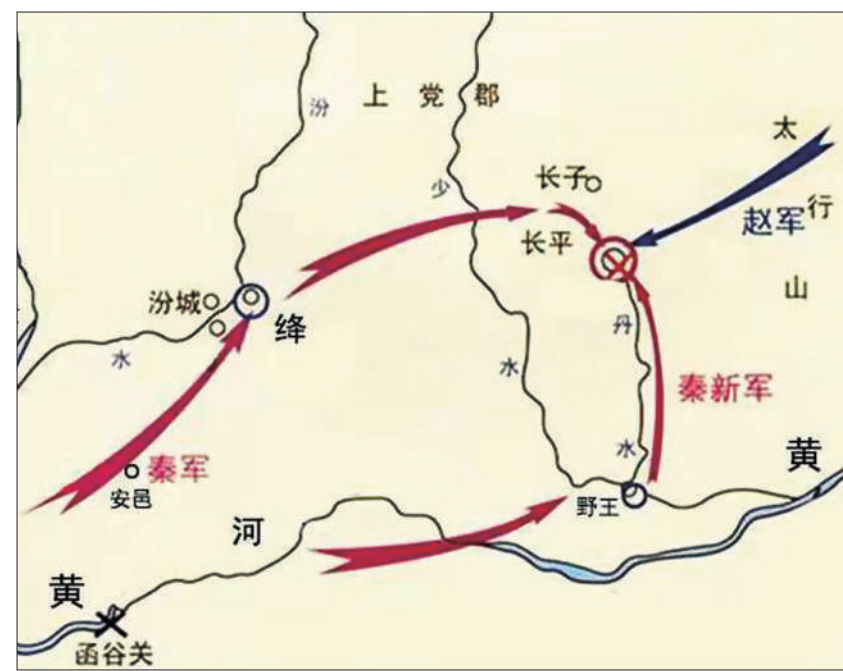 汾
上党郡
太
行
山
长子
少
长平
赵军
汾城
绛
水
水
丹
秦新军
水
秦军
安邑
野王
黄
河
黄
函谷关